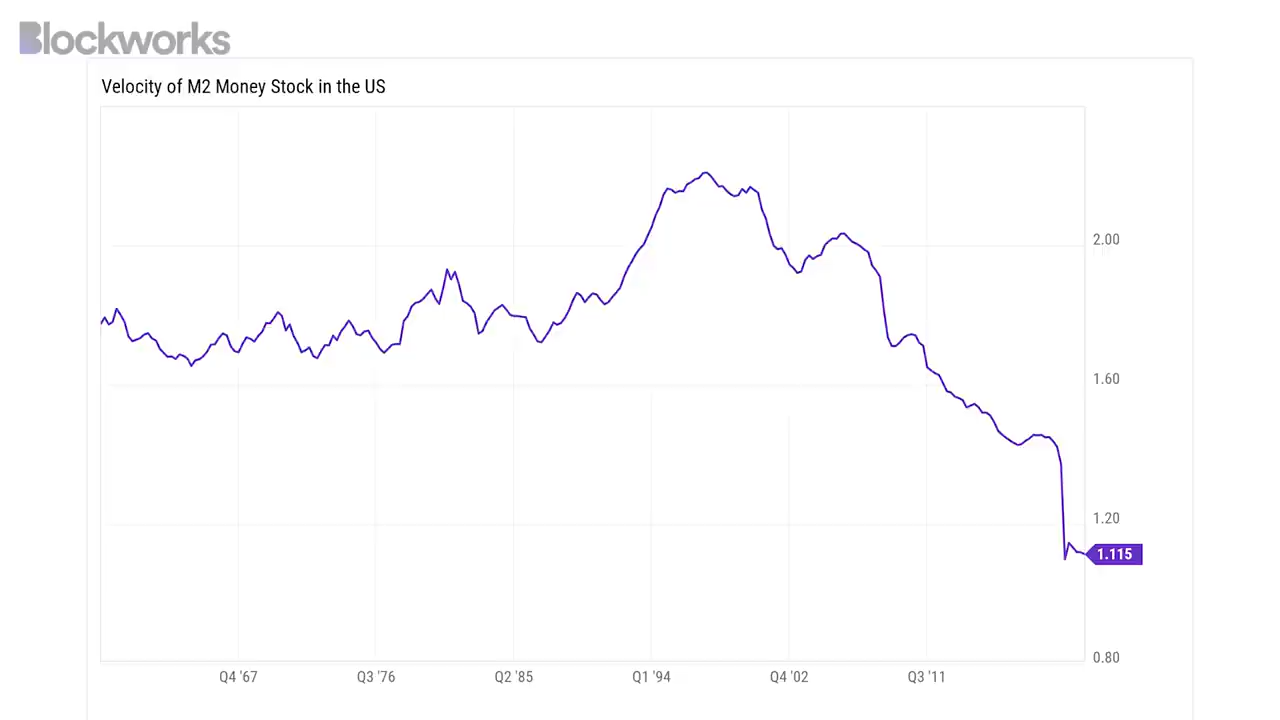 Blockworks
Velocity of M2 Money Stock in the US
2.00
1.60
1.20
1.115
0.80
Q4 '67 Q3 '76 Q2 '85 Q1 '94 Q4 '02 Q3 '11